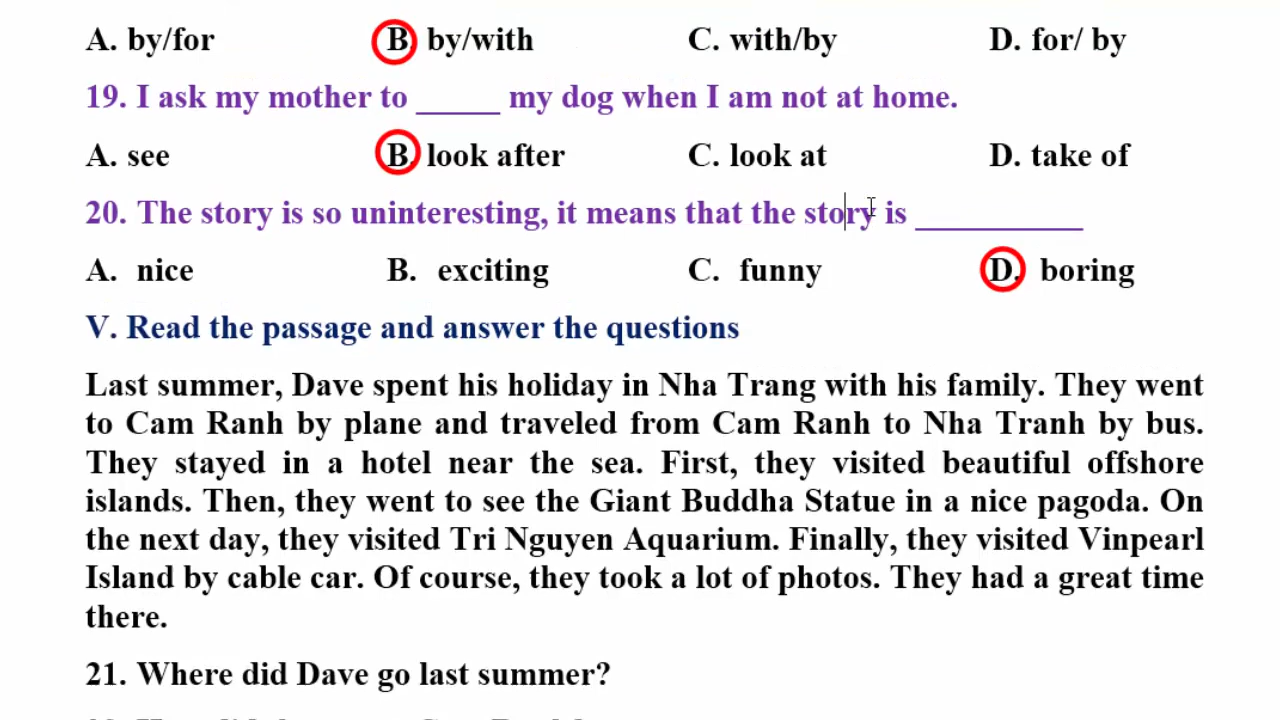 A. by/for B. by/with C. with/by D. for/ by
19. I ask my mother to _____ my dog when I am not at home.
A. see B. look after C. look at D. take of
20. The story is so uninteresting, it means that the story is __________
A. nice B. exciting C. funny D. boring
V. Read the passage and answer the questions
Last summer, Dave spent his holiday in Nha Trang with his family. They went
to Cam Ranh by plane and traveled from Cam Ranh to Nha Tranh by bus.
They stayed in a hotel near the sea. First, they visited beautiful offshore
islands. Then, they went to see the Giant Buddha Statue in a nice pagoda. On
the next day, they visited Tri Nguyen Aquarium. Finally, they visited Vinpearl
Island by cable car. Of course, they took a lot of photos. They had a great time
there.
21. Where did Dave go last summer?